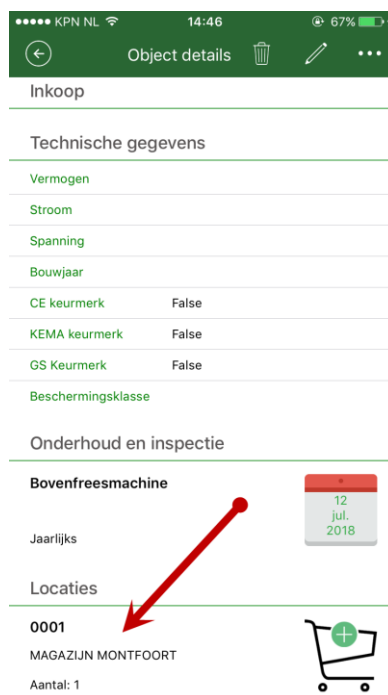 KPN NL 14:46 67%
Object details
Inkoop
Technische gegevens
Vermogen
Stroom
Spanning
Bouwjaar
CE keurmerk False
KEMA keurmerk False
GS Keurmerk False
Beschermingsklasse
Onderhoud en inspectie
Bovenfreesmachine
12
jul.
2018
Jaarlijks
Locaties
0001
MAGAZIJN MONTFOORT
Aantal: 1